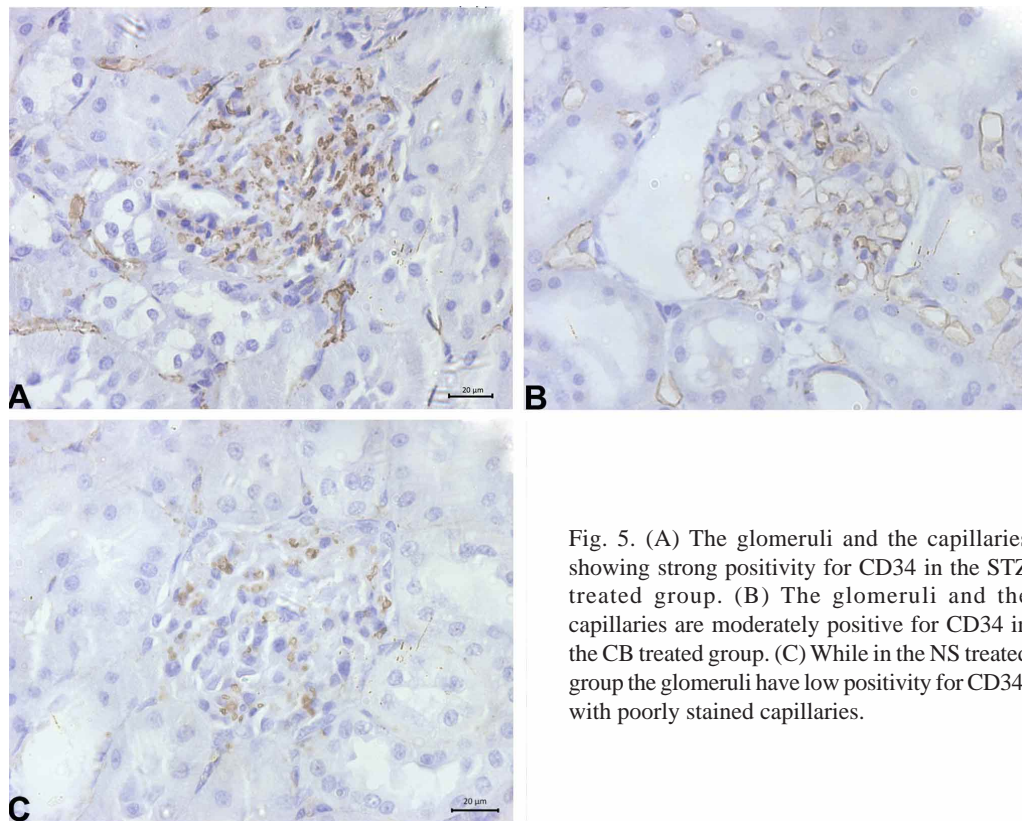 A
20 μm
B
C
20 μm
Fig. 5. (A) The glomeruli and the capillaries
showing strong positivity for CD34 in the STZ
treated group. (B) The glomeruli and the
capillaries are moderately positive for CD34 in
the CB treated group. (C) While in the NS treated
group the glomeruli have low positivity for CD34
with poorly stained capillaries.